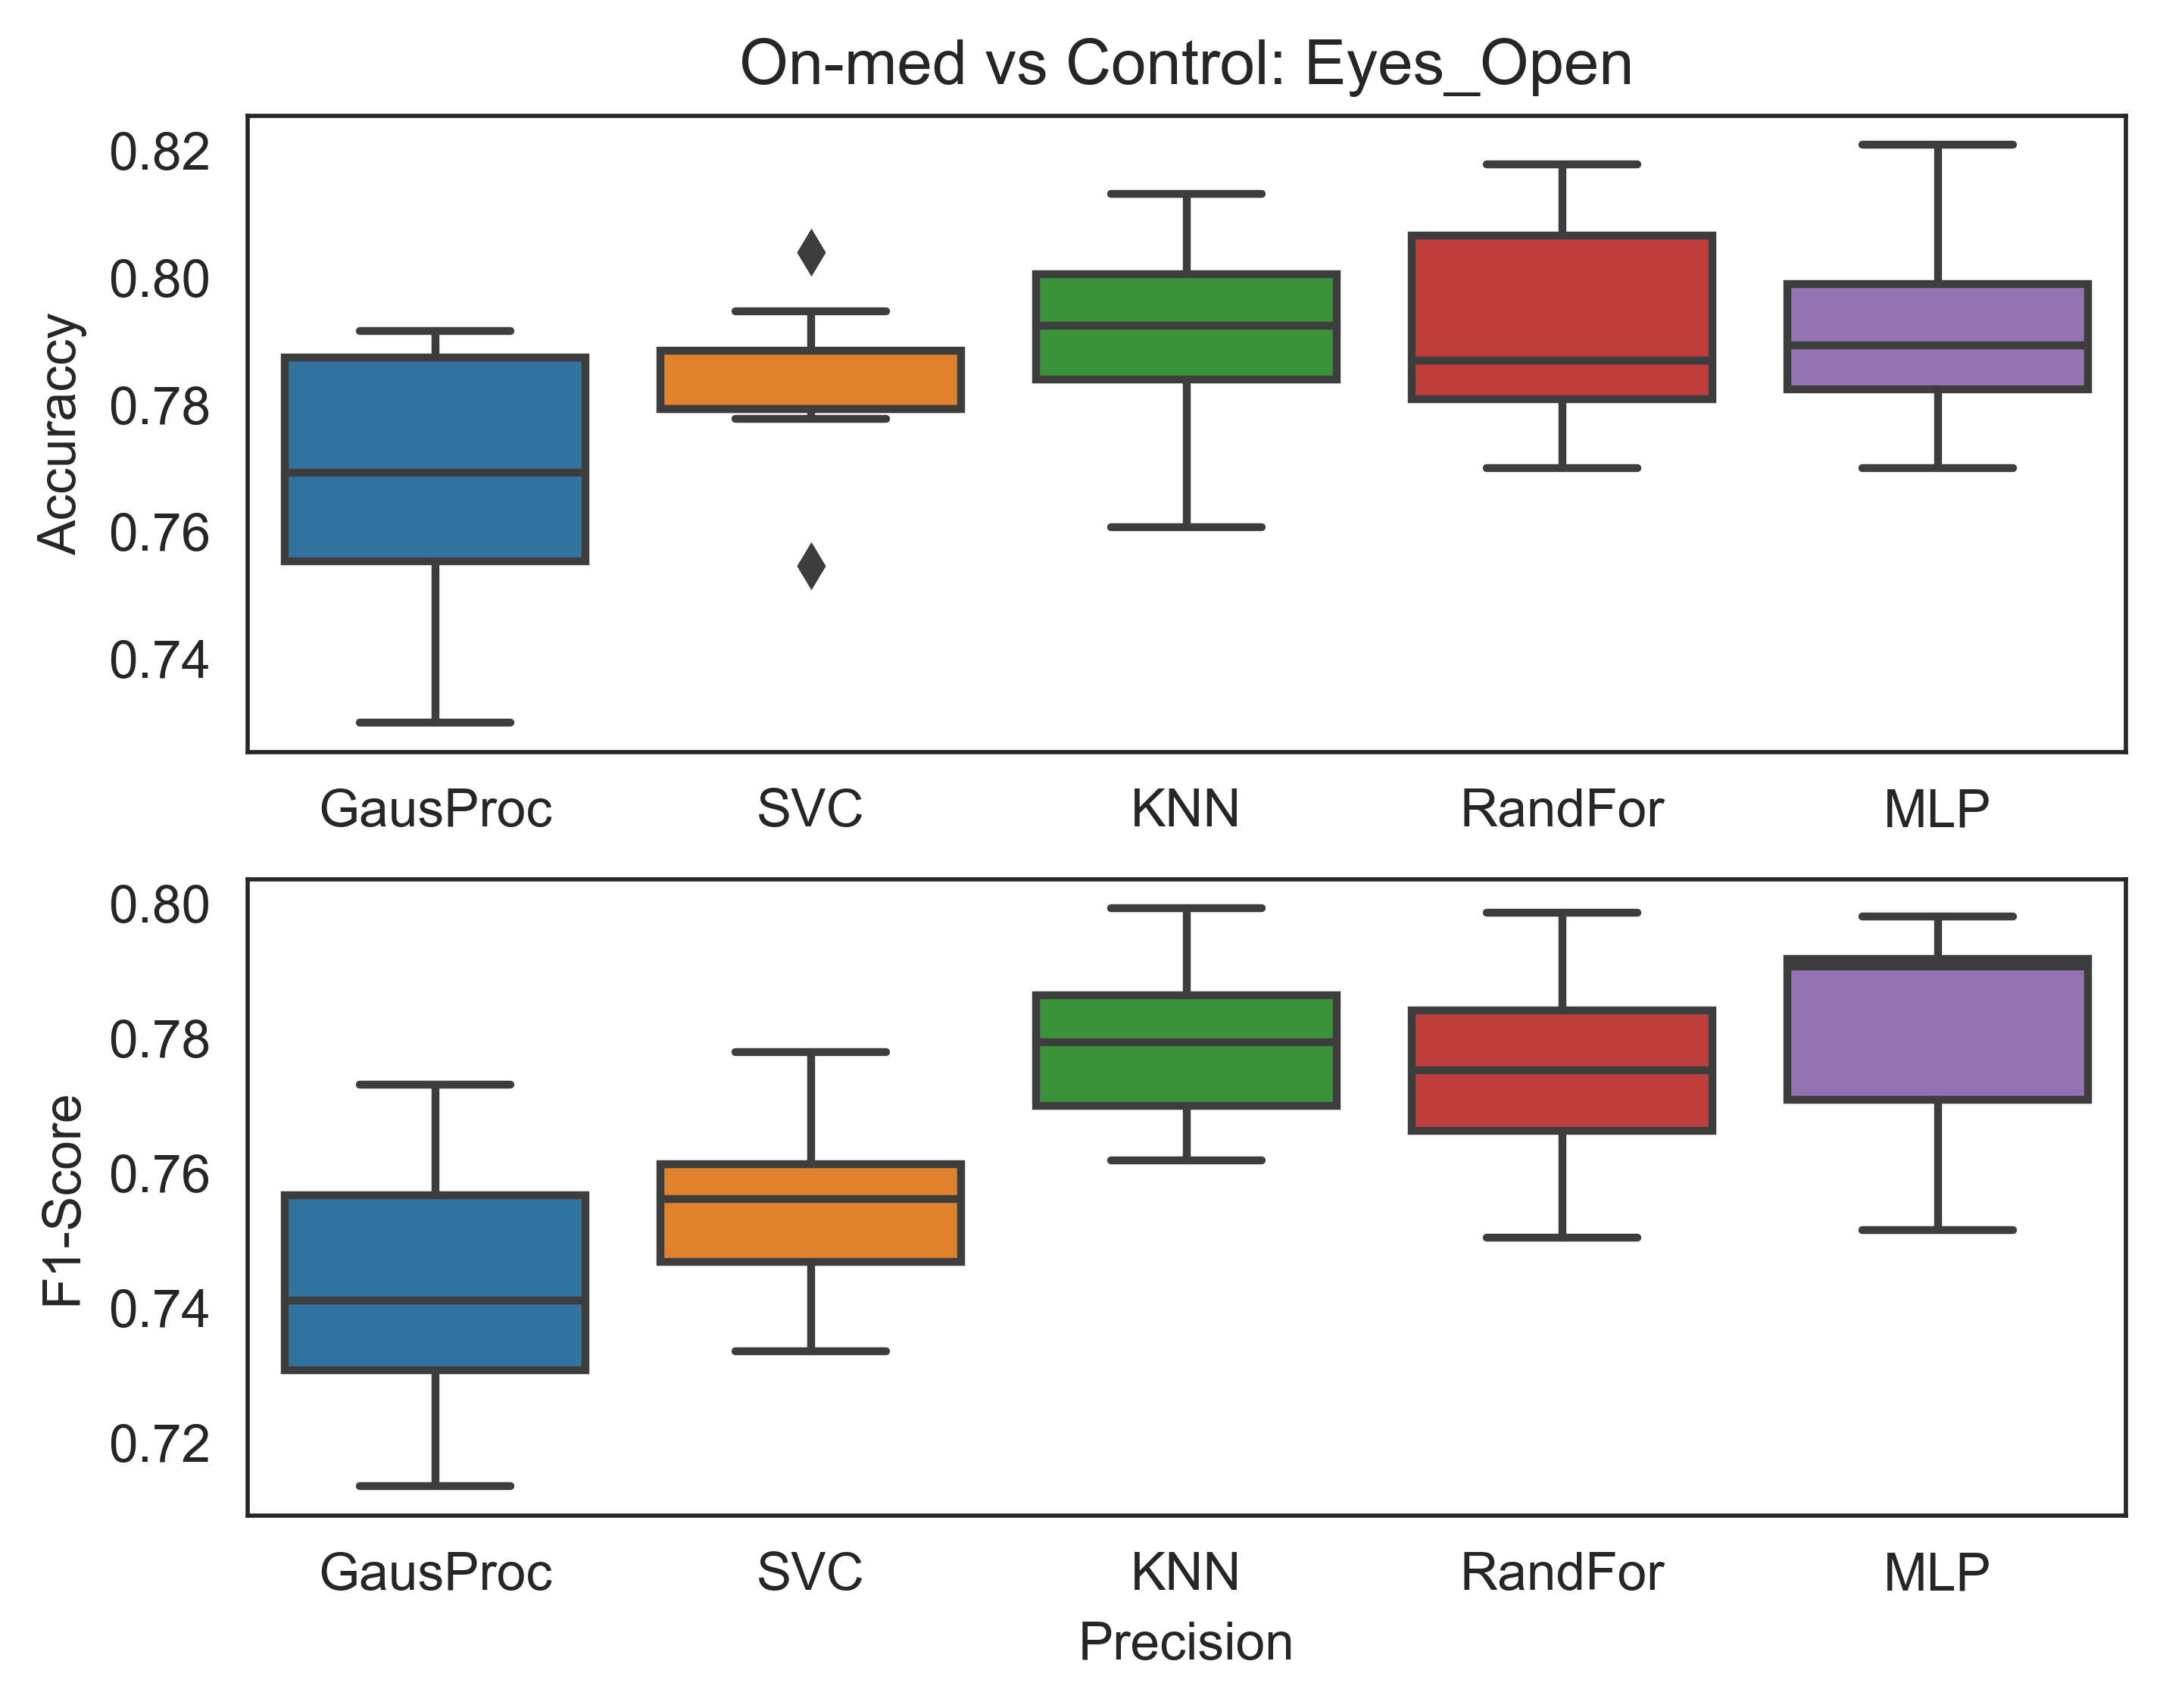 On-med vs Control: Eyes_Open
0.82
0.80
0.78
0.76
0.74
Accuraccy
GausProc SVC KNN RandFor MLP
0.80
0.78
0.76
0.74
0.72
F1-Score
GausProc SVC KNN RandFor MLP
Precision